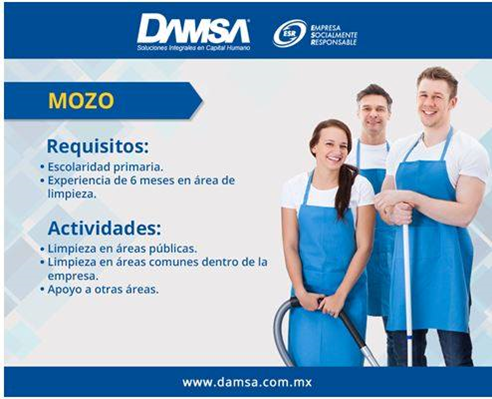 DAMSA
Soluciones Integrales en Capital Humano
ESR
EMPRESA
SOCIALMENTE
RESPONSABLE
MOZO
Requisitos:
• Escolaridad primaria.
• Experiencia de 6 meses en área de
limpieza.
Actividades:
• Limpieza en áreas públicas.
• Limpieza en áreas comunes dentro de la
empresa.
• Apoyo a otras áreas.
www.damsa.com.mx